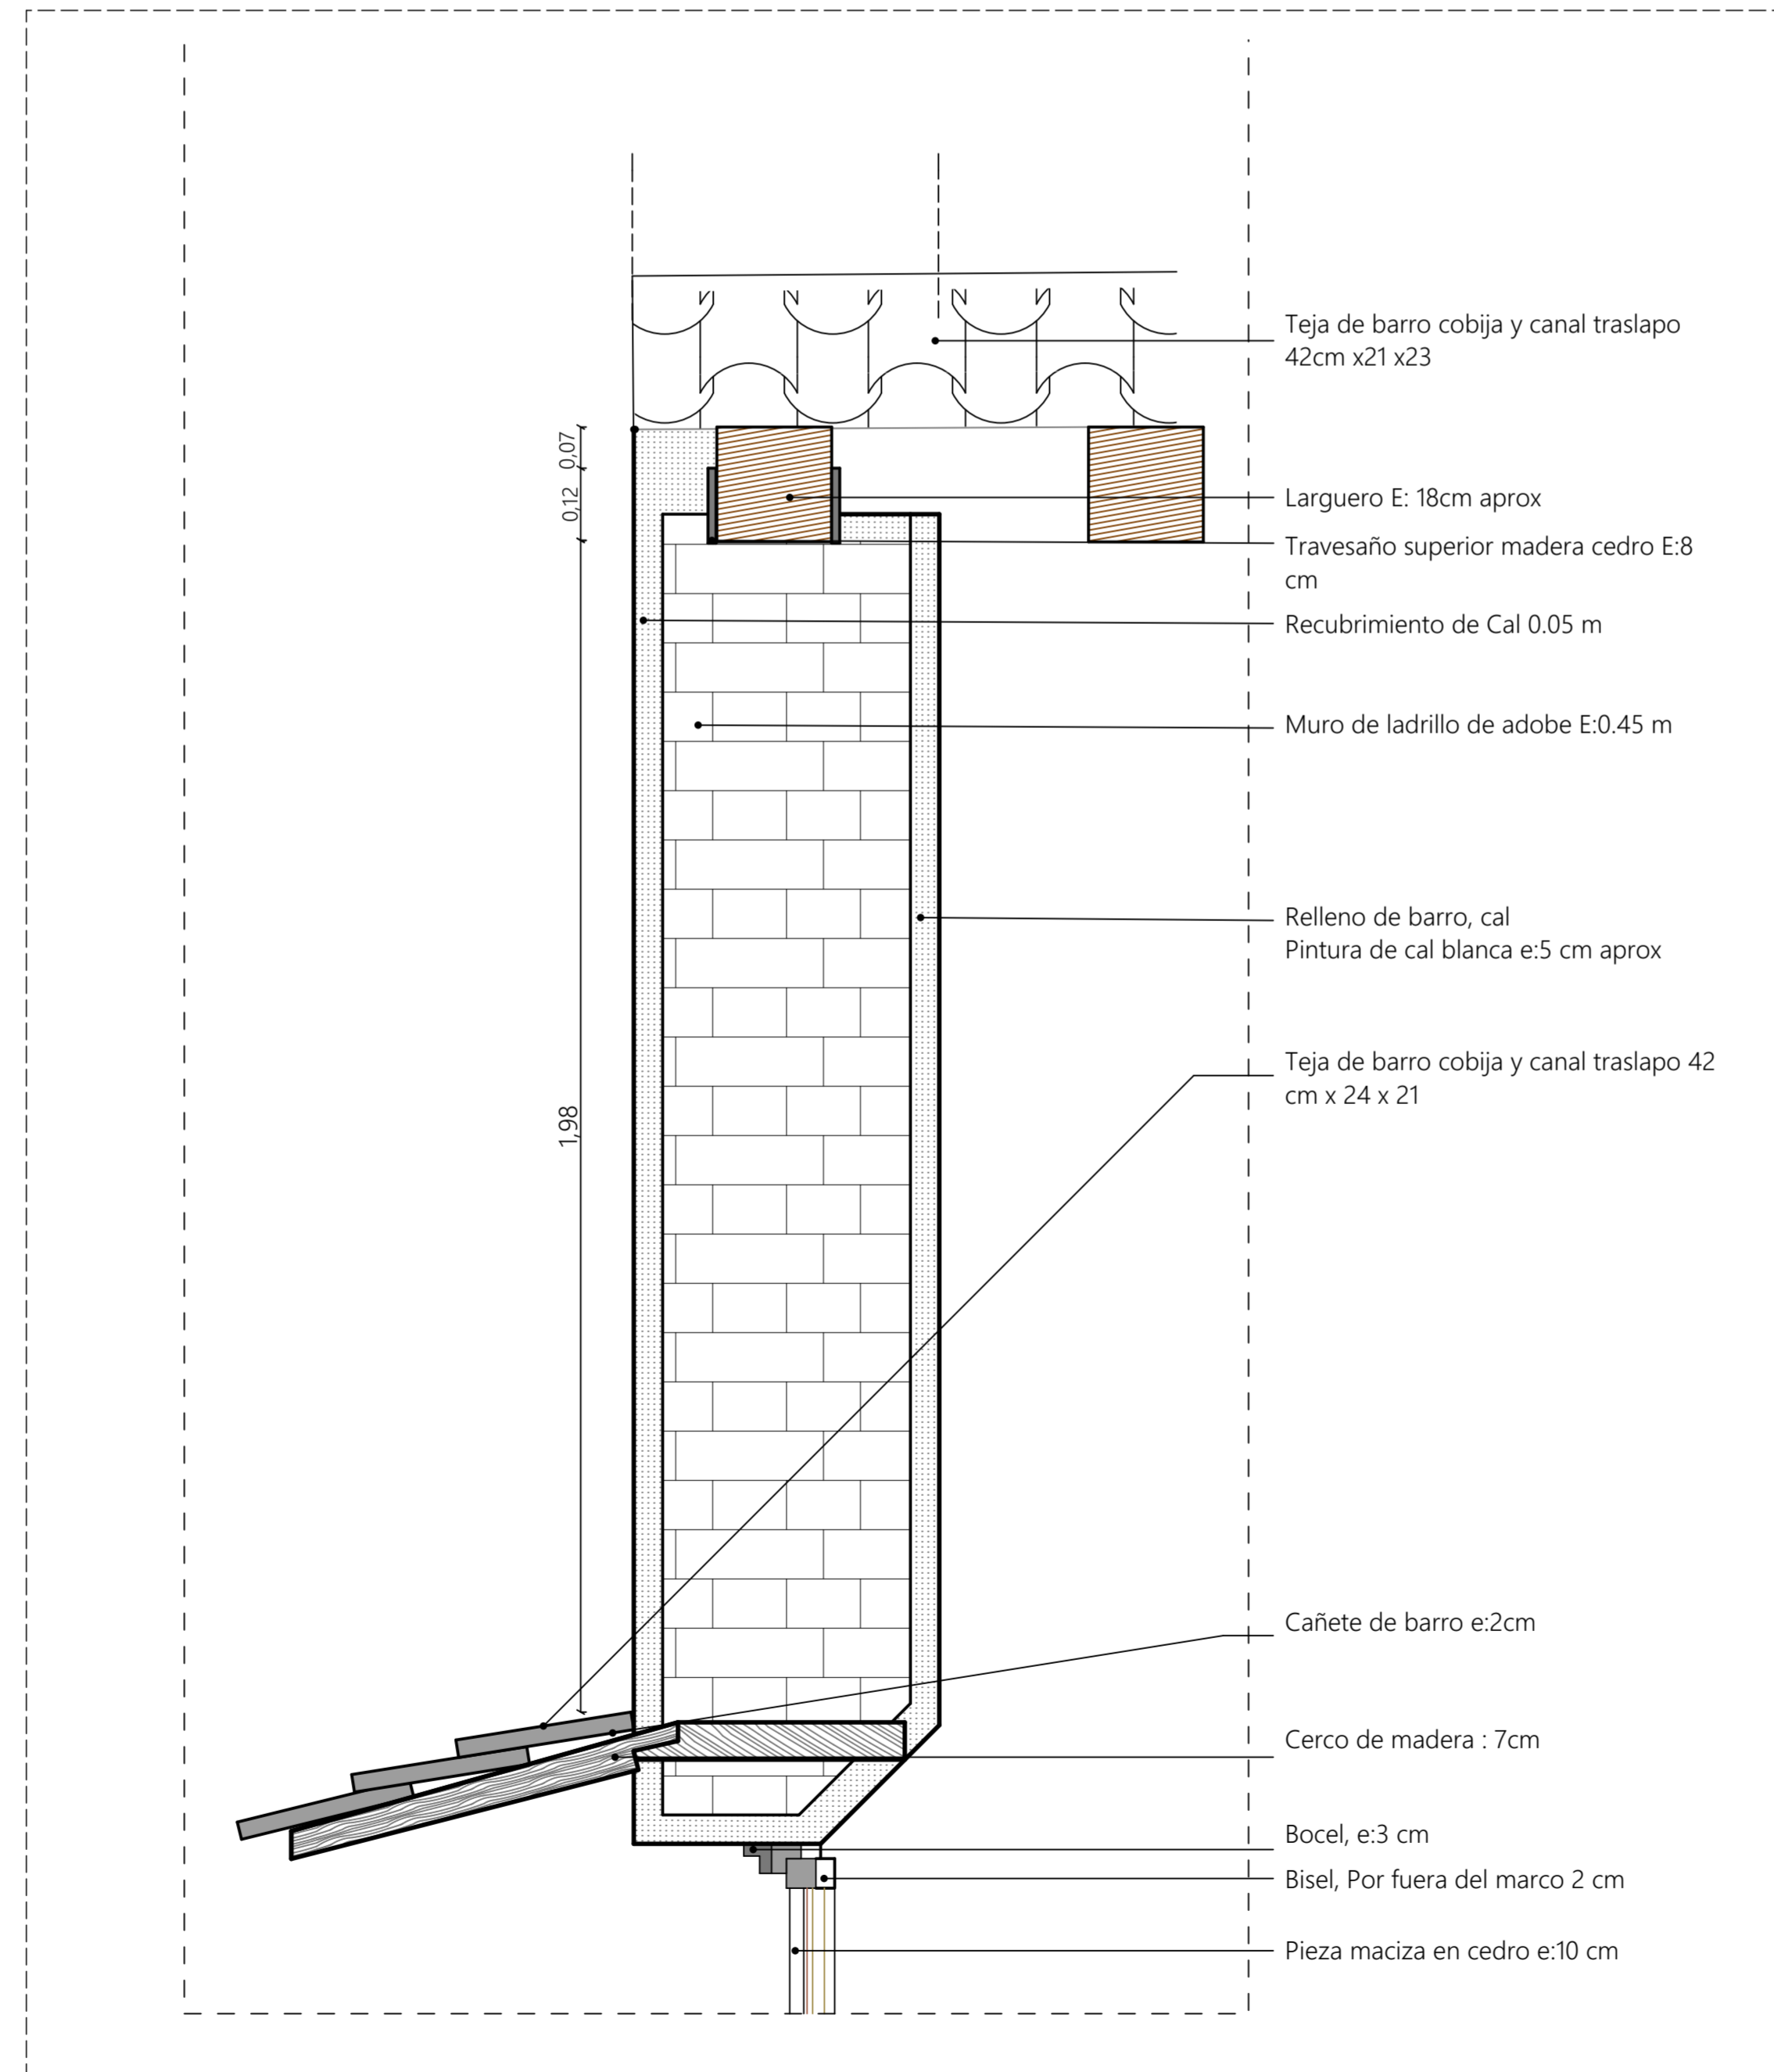 Teja de barro cobija y canal traslapo
42cm x21 x23
0,07
0,12
Larguero E: 18cm aprox
Travesaño superior madera cedro E:8
cm
Recubrimiento de Cal 0.05 m
Muro de ladrillo de adobe E:0.45 m
Relleno de barro, cal
Pintura de cal blanca e:5 cm aprox
Teja de barro cobija y canal traslapo 42
cm x 24 x 21
1,98
Cañete de barro e:2cm
Cerco de madera : 7cm
Bocel, e:3 cm
Bisel, Por fuera del marco 2 cm
Pieza maciza en cedro e:10 cm